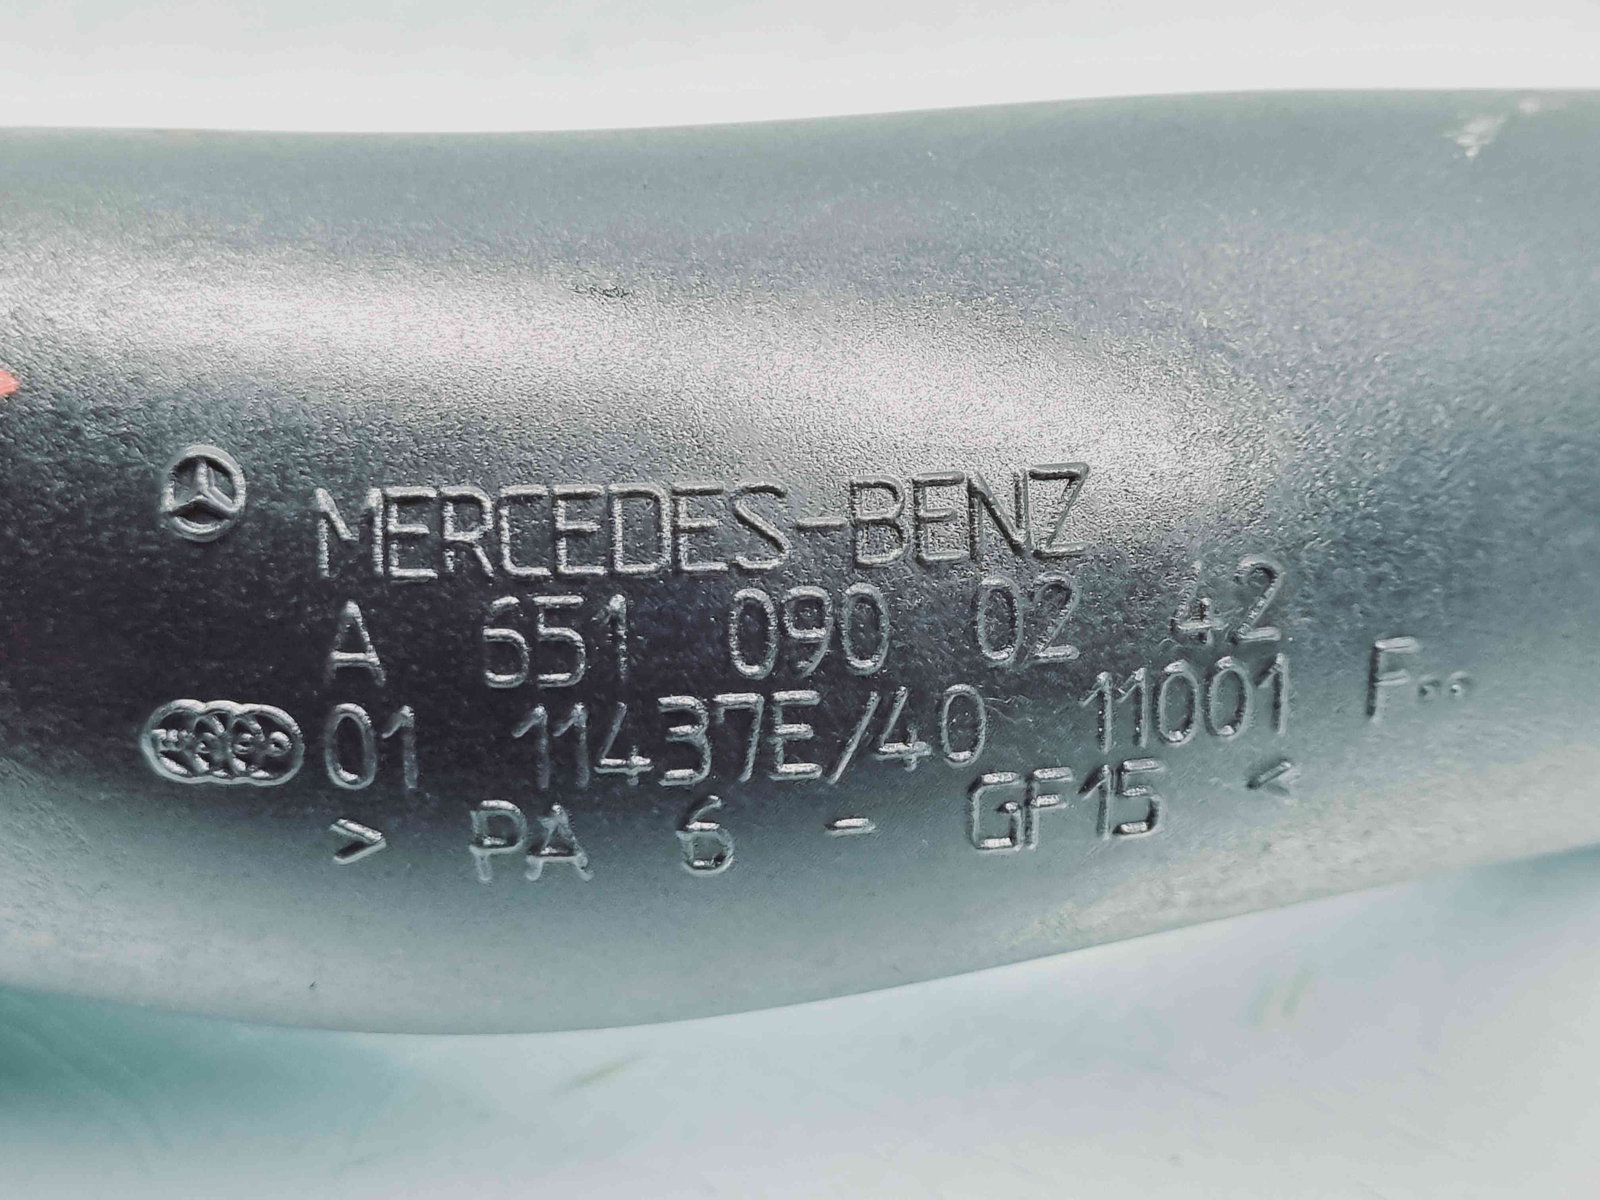 MERCEDES-BENZ
A 651 090 02 42
01 11437E/40 11001 F..
> PA 6 - GF15 <